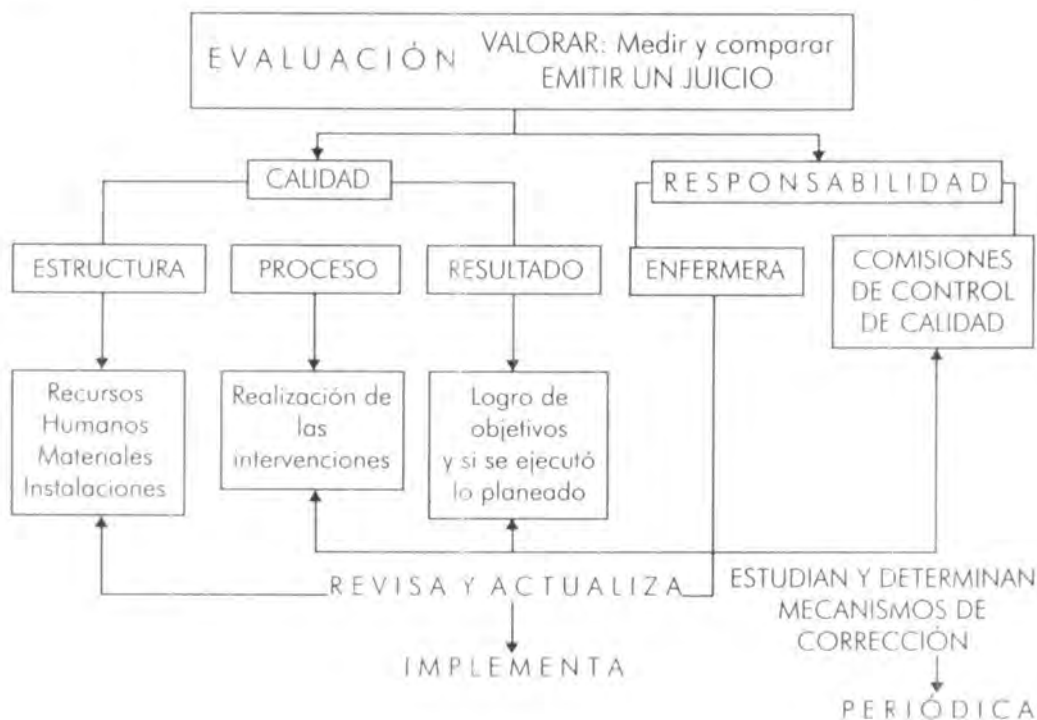 EVALUACIÓN
VALORAR: Medir y comparar
EMITIR UN JUICIO
CALIDAD
RESPONSABILIDAD
ESTRUCTURA
PROCESO
RESULTADO
ENFERMERA
COMISIONES
DE CONTROL
DE CALIDAD
Recursos
Humanos
Materiales
Instalaciones
Realización de
las
intervenciones
Logro de
objetivos
y si se ejecutó
lo planeado
REVISA Y ACTUALIZA
ESTUDIAN Y DETERMINAN
MECANISMOS DE
CORRECCIÓN
IMPLEMENTA
PERIÓDICA